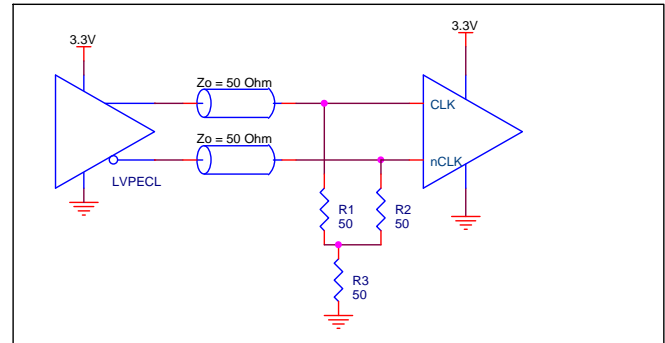 3.3V
3.3V
Zo = 50 Ohm
CLK
Zo = 50 Ohm
nCLK
LVPECL
R1
50
R2
50
R3
50